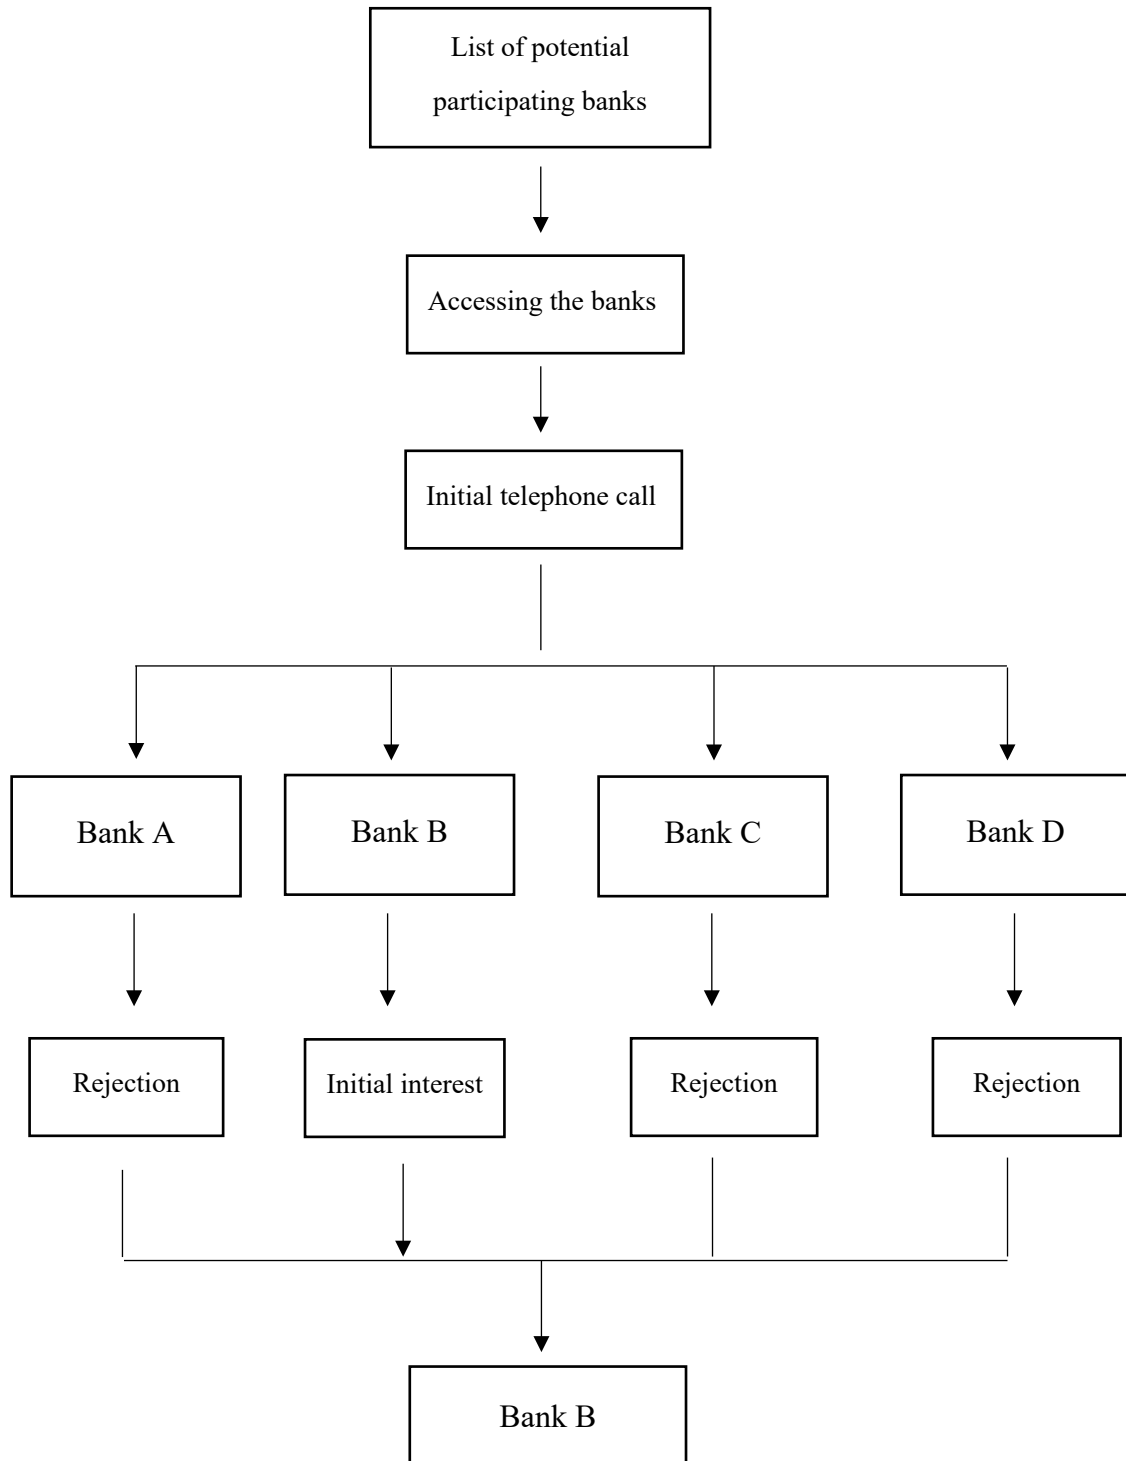 List of potential
participating banks
Accessing the banks
Initial telephone call
Bank A
Bank B
Bank C
Bank D
Rejection
Initial interest
Rejection
Rejection
Bank B